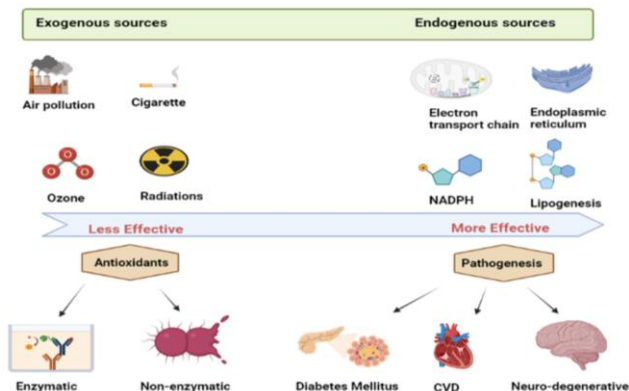 Exogenous sources
Endogenous sources
Air pollution
Cigarette
Electron
transport chain
Endoplasmic
reticulum
O
O
O
Ozone
Radiations
NADPH
Lipogenesis
Less Effective
More Effective
Antioxidants
Pathogenesis
Enzymatic
Non-enzymatic
Diabetes Mellitus
CVD
Neuro-degenerative